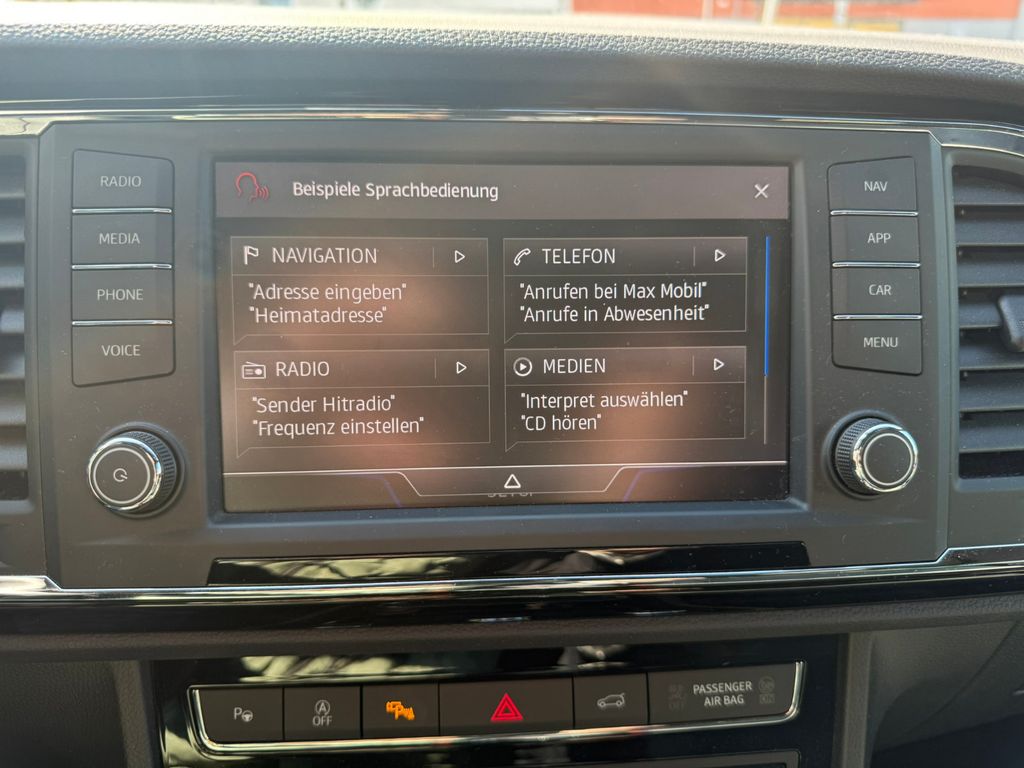 RADIO
MEDIA
PHONE
VOICE
Beispiele Sprachbedienung
NAVIGATION
"Adresse eingeben"
"Heimatadresse"
TELEFON
"Anrufen bei Max Mobil"
"Anrufe in Abwesenheit"
RADIO
"Sender Hitradio"
"Frequenz einstellen"
MEDIEN
"Interpret auswählen"
"CD hören"
NAV
APP
CAR
MENU
P
A
OFF
PASSENGER
AIR BAG
OFF